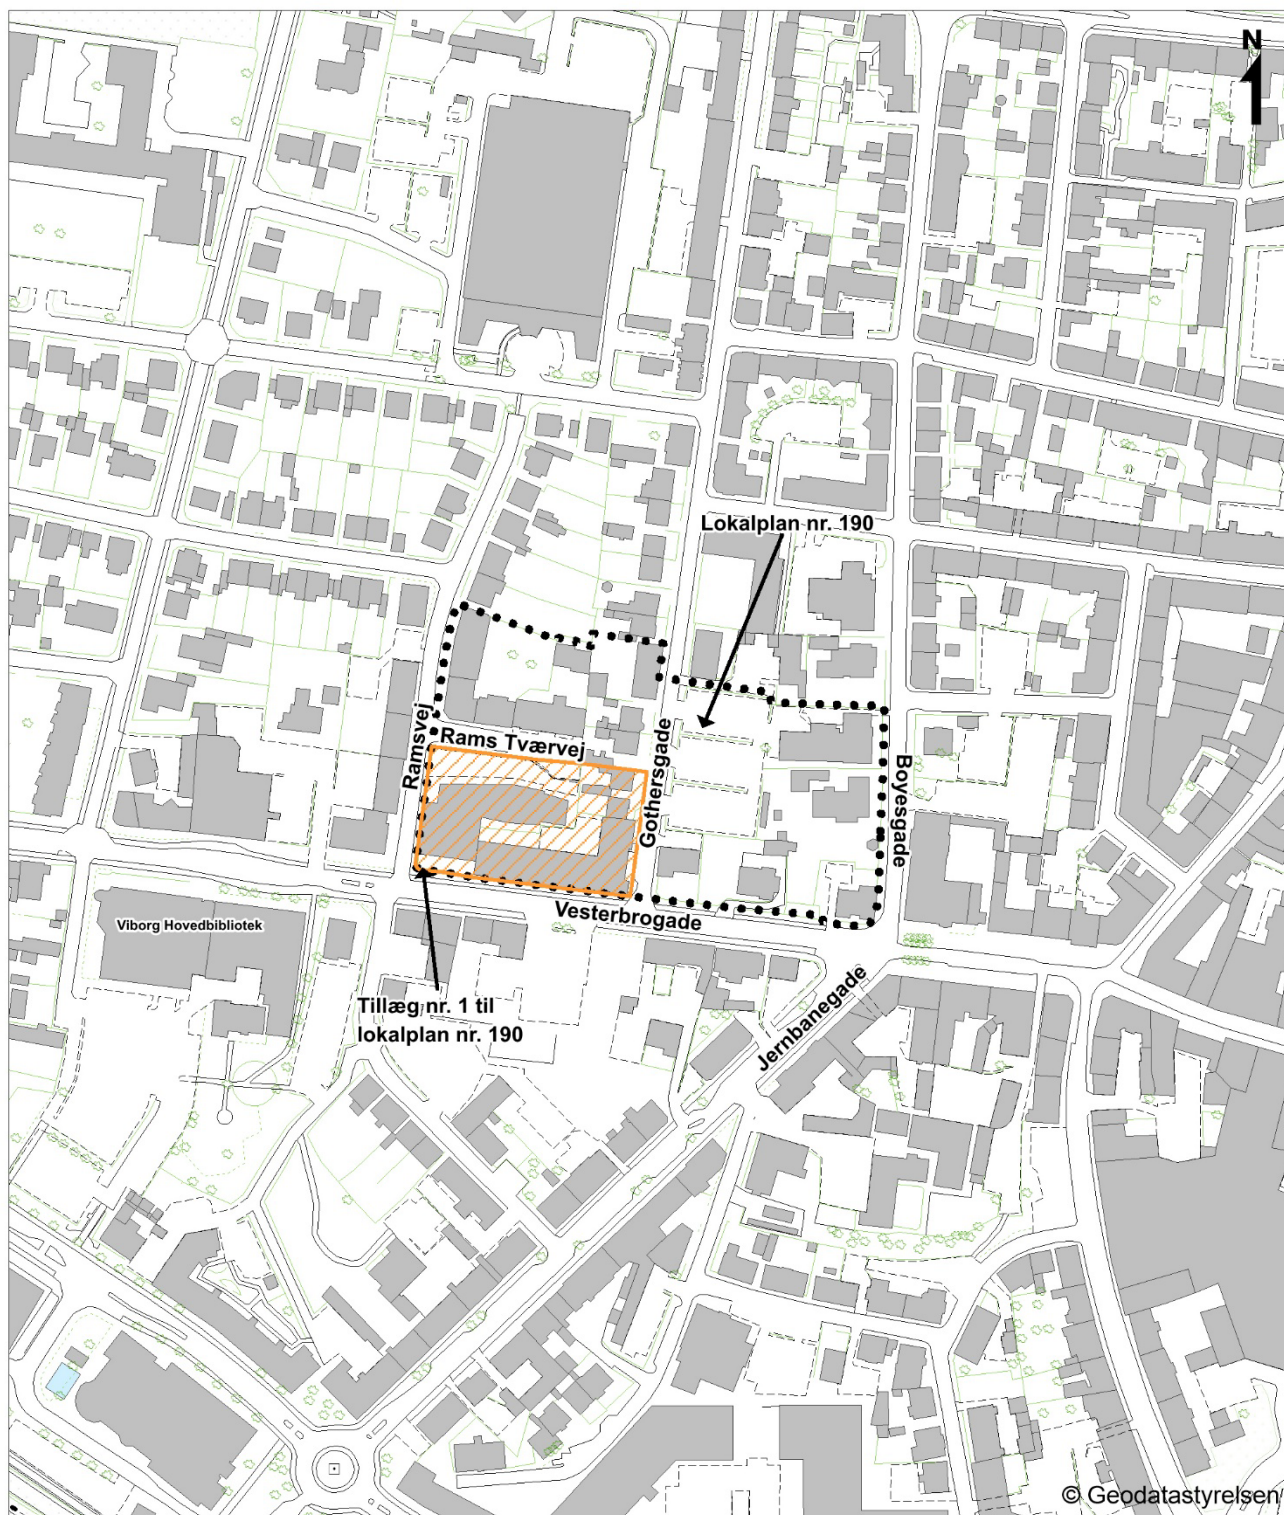 N
Lokalplan nr. 190
Ramsvej
Rams Tværvej
Gothersgade
Boyesgade
Vesterbrogade
Viborg Hovedbibliotek
Jernbanegade
Tillæg nr. 1 til
lokalplan nr. 190
© Geodatastyrelsen